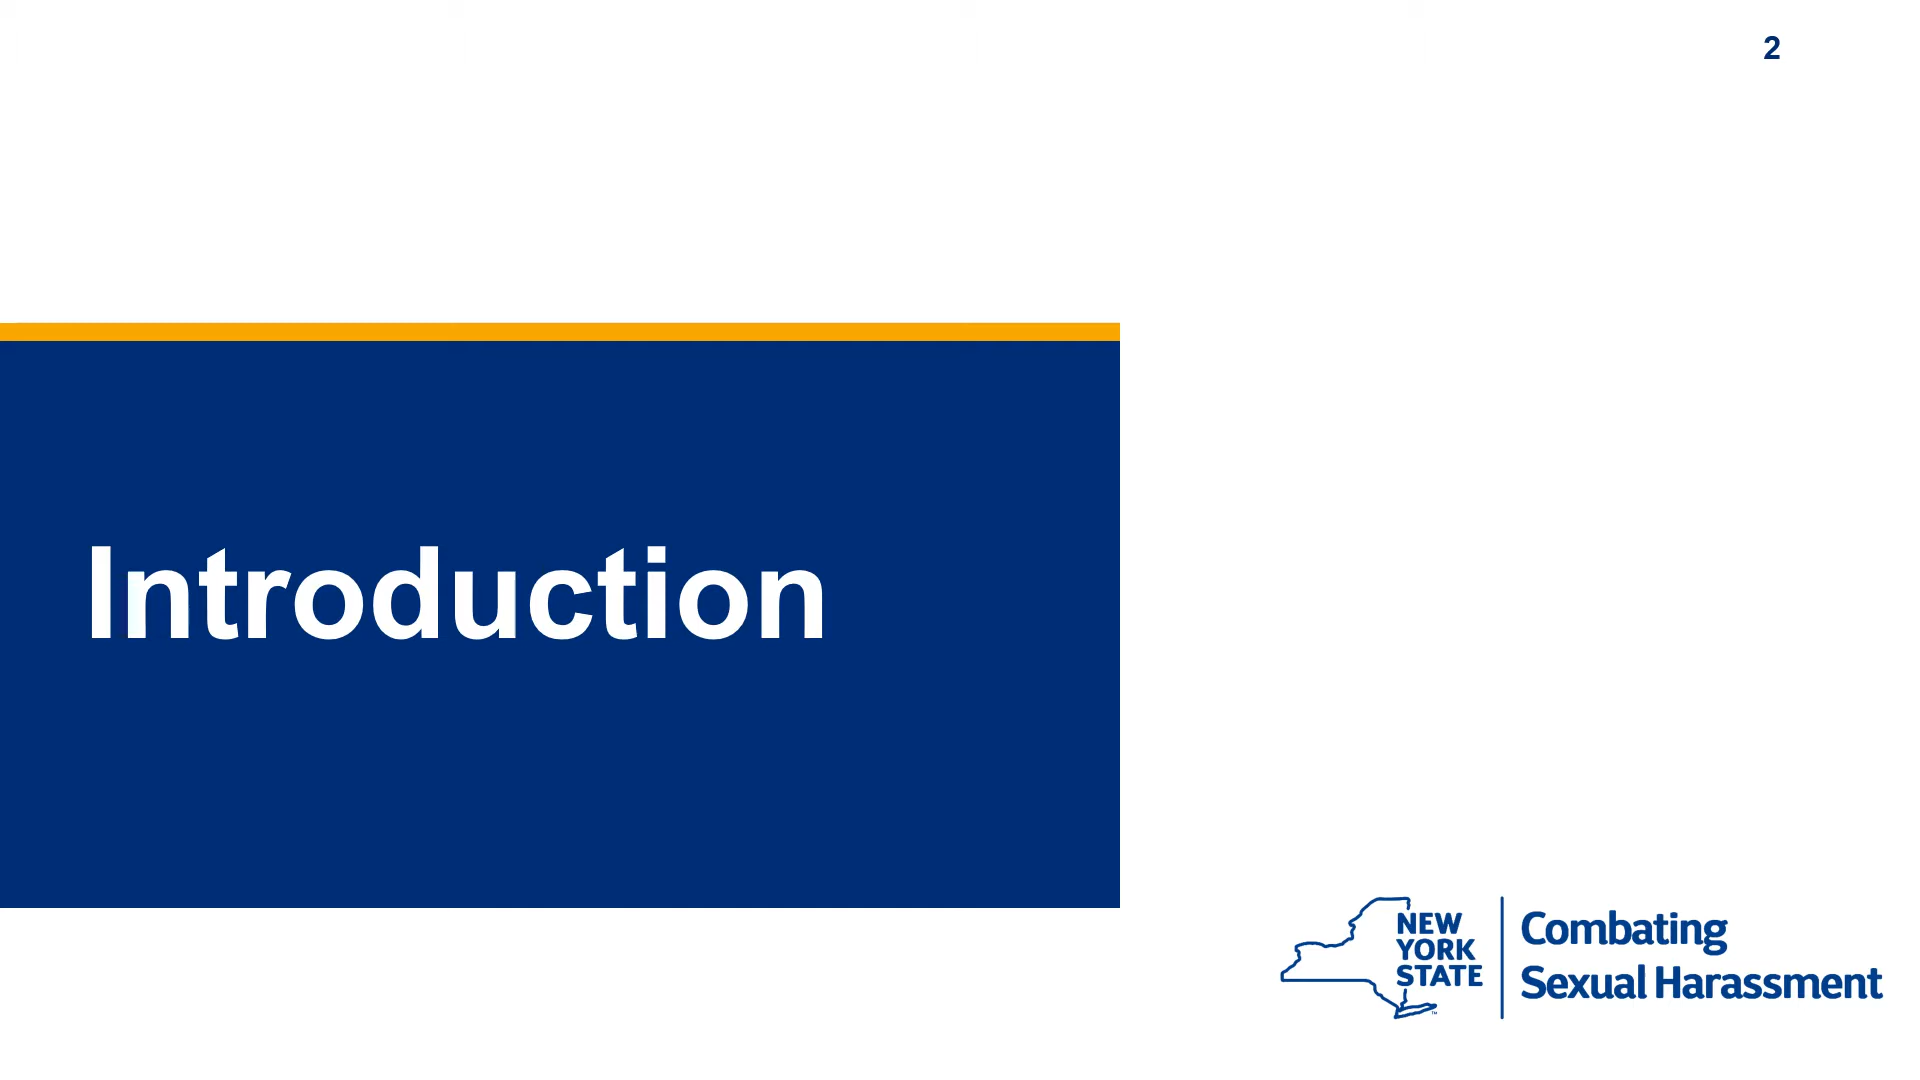 2
Introduction
NEW
YORK
STATE
Combating
Sexual Harassment